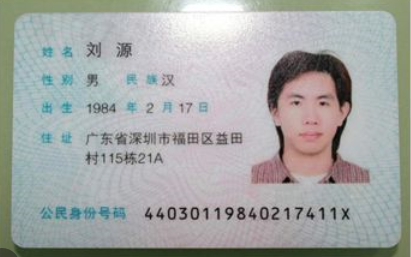 姓名 刘源
性别 男 民族 汉
出生 1984 年 2 月 17 日
住址 广东省深圳市福田区益田
村115栋21A
公民身份号码 44030119840217411X